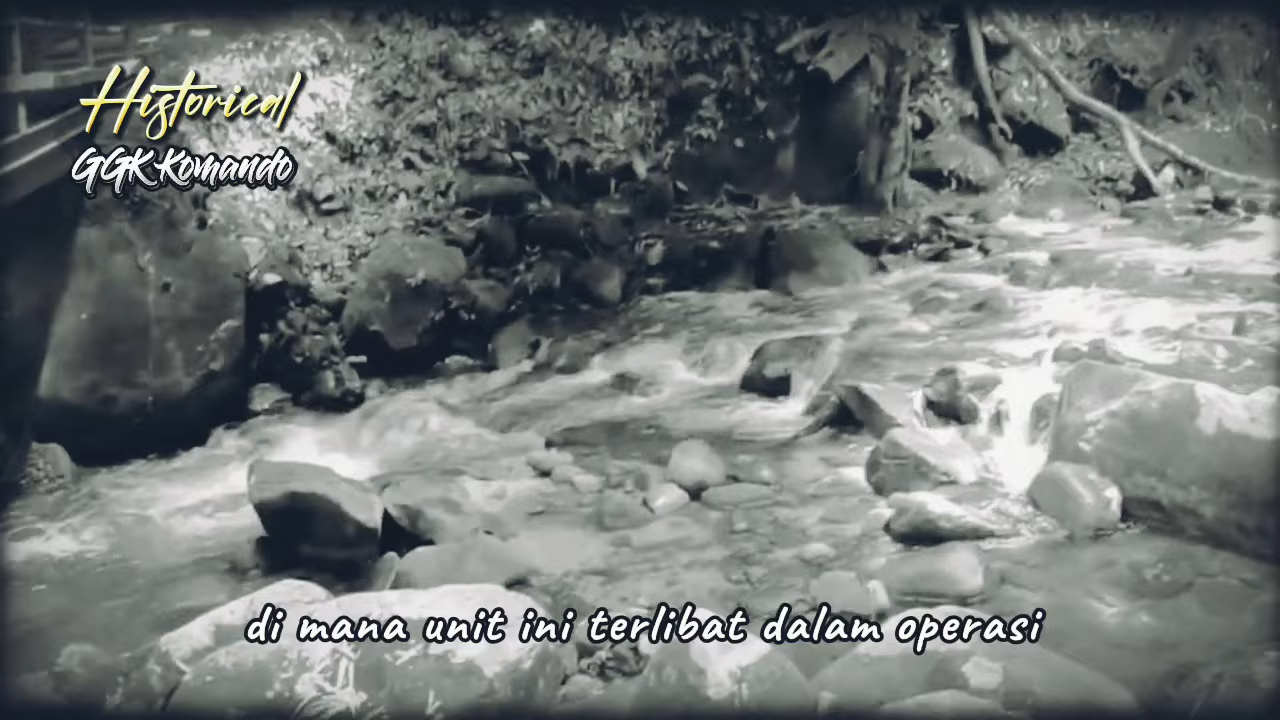 Historical
GGK Komando
di mana unit ini terlibat dalam operasi